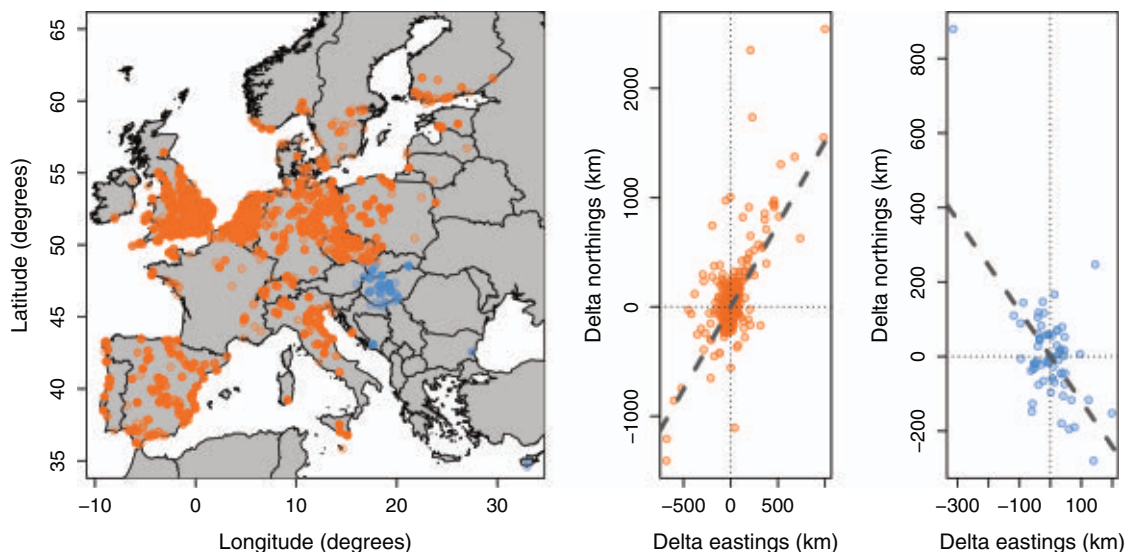 65
60
55
50
45
40
35
Latitude (degrees)
−10 0 10 20 30
Longitude (degrees)
2000
1000
0
−1000
Delta northings (km)
−500 0 500
Delta eastings (km)
800
600
400
200
0
−200
Delta northings (km)
−300 −100 100
Delta eastings (km)